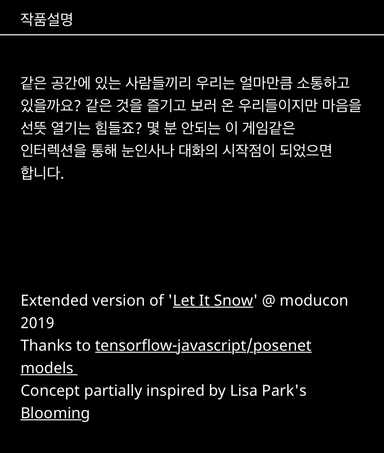 작품설명
같은 공간에 있는 사람들끼리 우리는 얼마만큼 소통하고
있을까요? 같은 것을 즐기고 보러 온 우리들이지만 마음을
선뜻 열기는 힘들죠? 몇 분 안되는 이 게임같은
인터렉션을 통해 눈인사나 대화의 시작점이 되었으면
합니다.
Extended version of 'Let It Snow' @ moducon
2019
Thanks to tensorflow-javascript/posenet
models
Concept partially inspired by Lisa Park's
Blooming